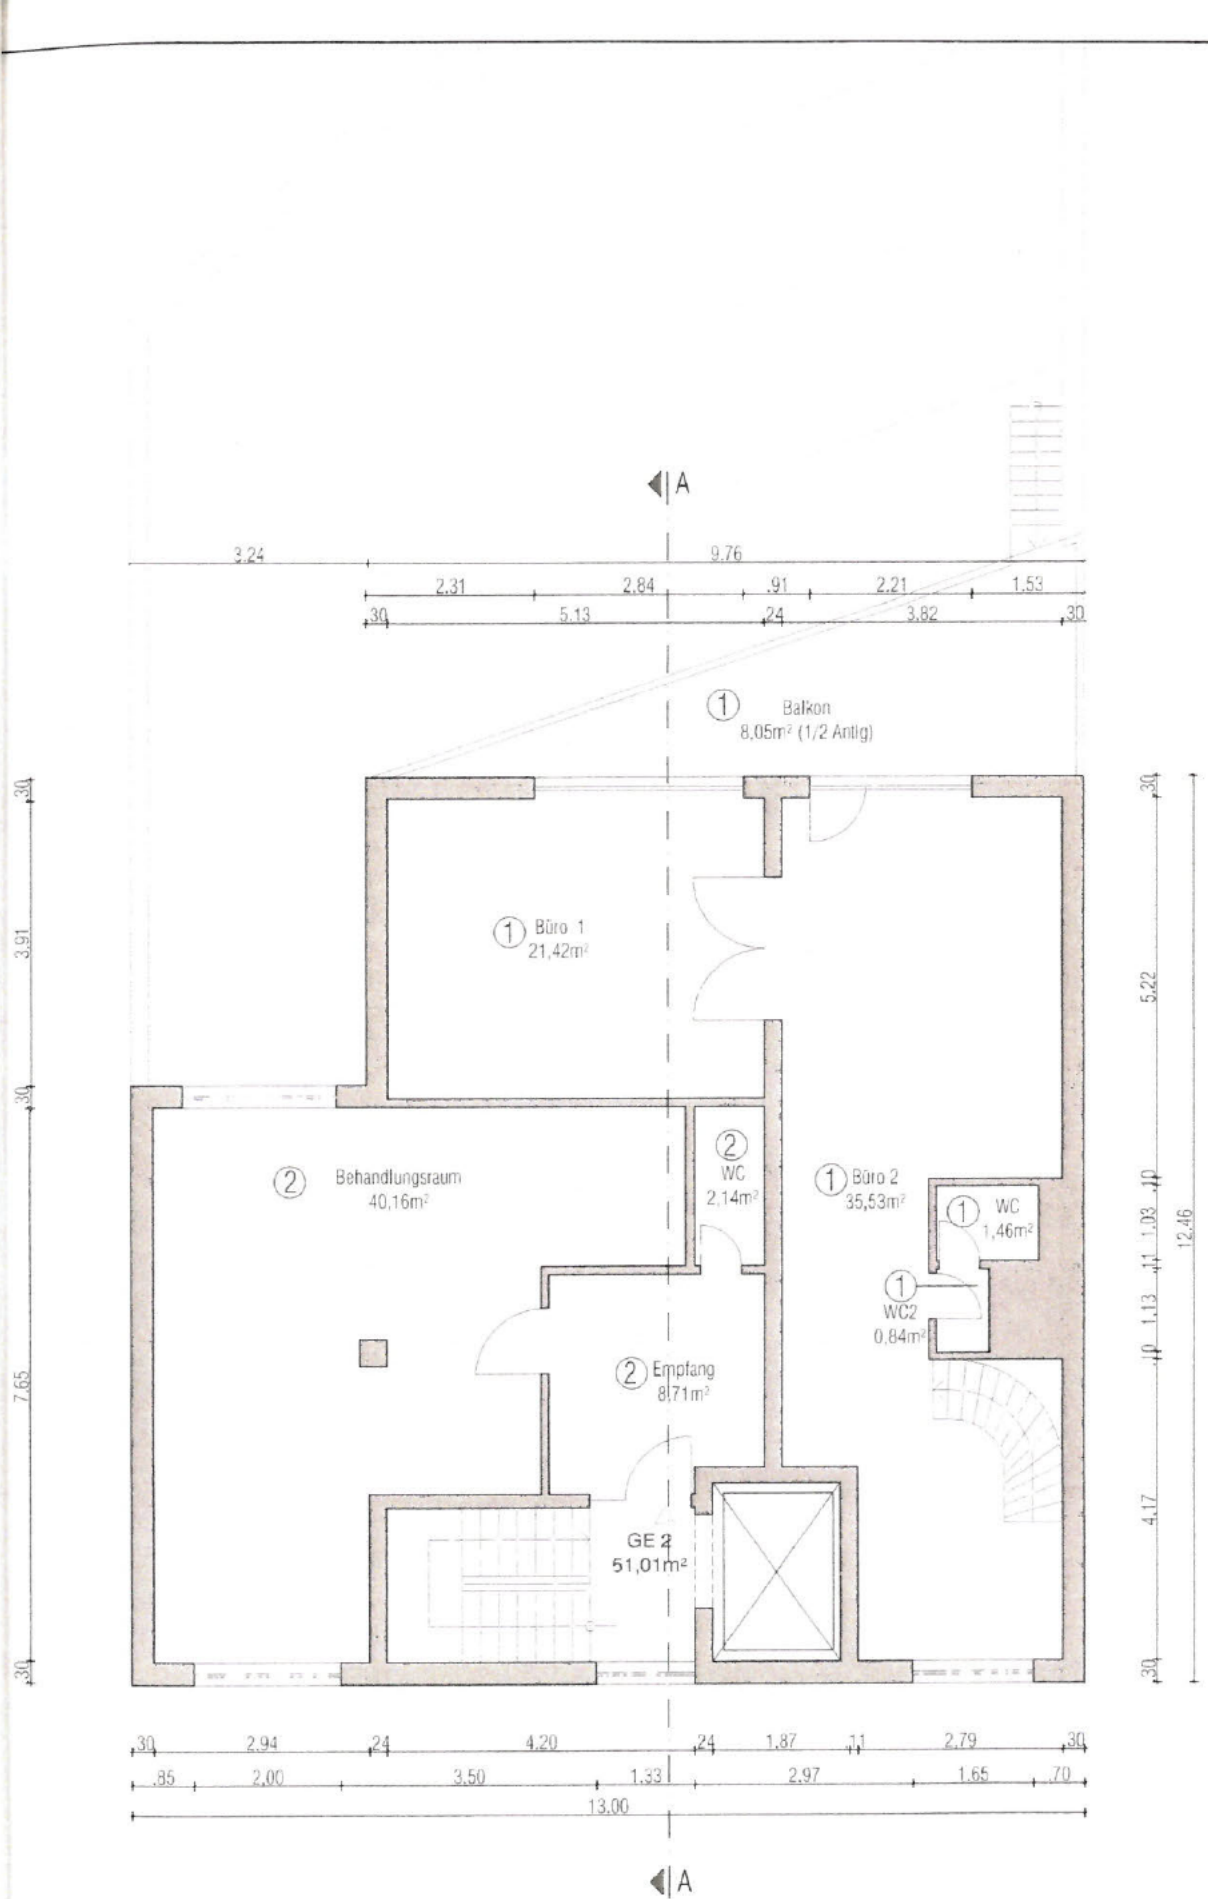 A
3.24
9.76
2.31
2.84
.91
2.21
1.53
30
5.13
24
3.82
30
1
Balkon
8,05m² (1/2 Antlg)
30
3.91
30
7.65
30
1 Büro 1
21,42m²
2 Behandlungsraum
40,16m²
2
WC
2,14m²
1 Büro 2
35,53m²
1 WC
1,46m²
1
WC2
0,84m²
2 Empfang
8,71m²
GE 2
51,01m²
30
5.22
.10
1.03
.11
1.13
.10
4.17
30
12.46
30
2.94
24
4.20
24
1.87
.11
2.79
30
.85
2.00
3.50
1.33
2.97
1.65
.70
13.00
A